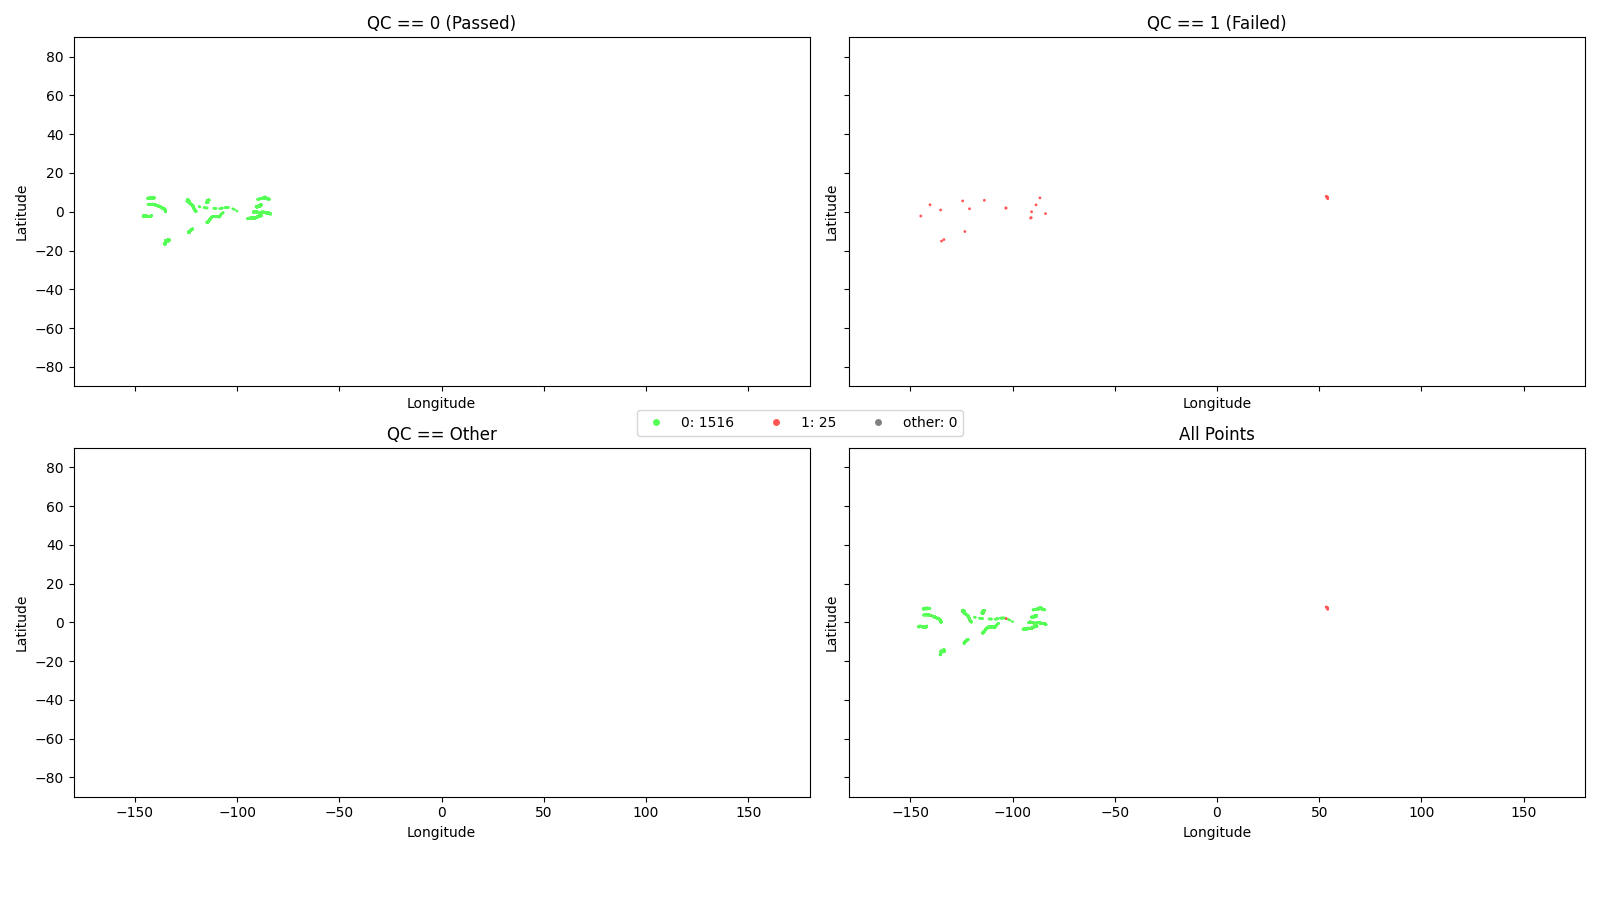 QC == 0 (Passed)
QC == 1 (Failed)
80
60
40
20
0
−20
−40
−60
−80
Latitude
Latitude
Longitude
Longitude
0: 1516
1: 25
other: 0
QC == Other
All Points
80
60
40
20
0
−20
−40
−60
−80
Latitude
Latitude
−150
−100
−50
0
50
100
150
−150
−100
−50
0
50
100
150
Longitude
Longitude